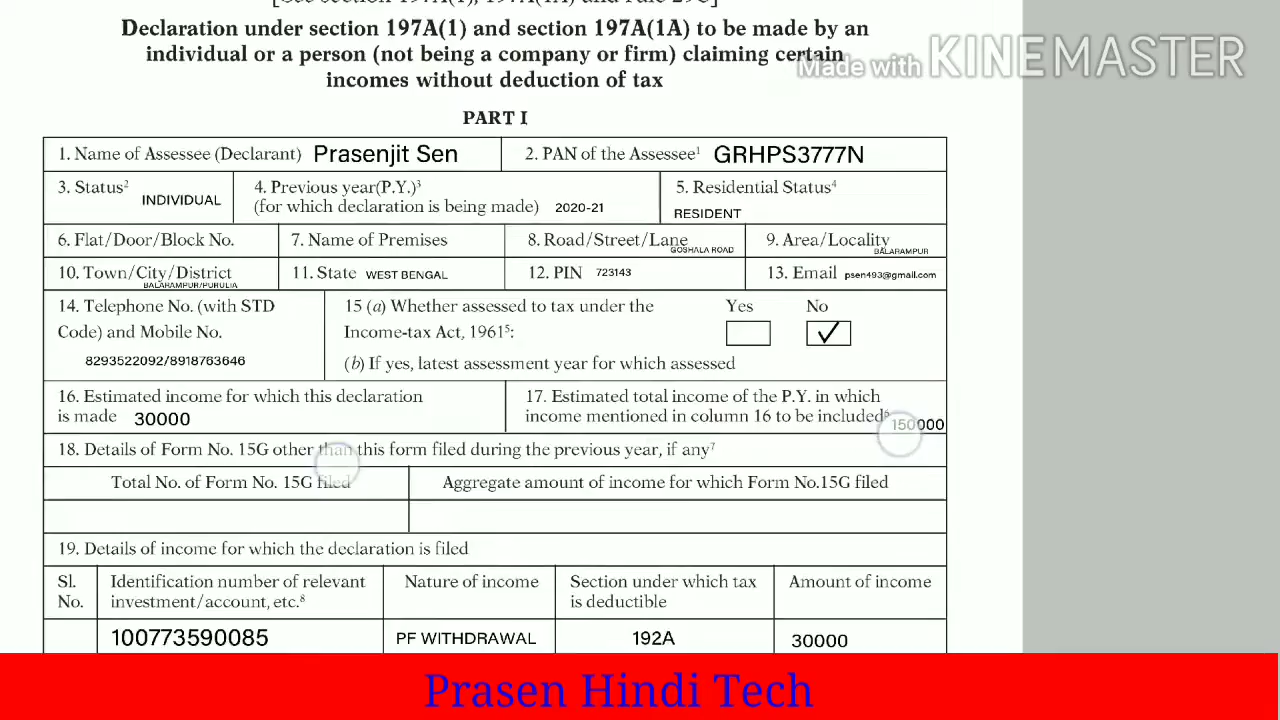 [See section 197A(1), 197A(1A) and rule 29C]
Declaration under section 197A(1) and section 197A(1A) to be made by an
individual or a person (not being a company or firm) claiming certain
incomes without deduction of tax
Made with KINEMASTER
PART I
1. Name of Assessee (Declarant) Prasenjit Sen 2. PAN of the Assessee¹ GRHPS3777N
3. Status² INDIVIDUAL 4. Previous year(P.Y.)³ 5. Residential Status⁴
(for which declaration is being made) 2020-21 RESIDENT
6. Flat/Door/Block No. 7. Name of Premises 8. Road/Street/Lane GOSHALA ROAD 9. Area/Locality BALARAMPUR
10. Town/City/District BALARAMPUR/PURULIA 11. State WEST BENGAL 12. PIN 723143 13. Email psen493@gmail.com
14. Telephone No. (with STD 15 (a) Whether assessed to tax under the Yes No
Code) and Mobile No. Income-tax Act, 1961⁵: ✓
8293522092/8918763646 (b) If yes, latest assessment year for which assessed
16. Estimated income for which this declaration 17. Estimated total income of the P.Y. in which
is made 30000 income mentioned in column 16 to be included⁶ 150000
18. Details of Form No. 15G other than this form filed during the previous year, if any⁷
Total No. of Form No. 15G filed Aggregate amount of income for which Form No.15G filed
19. Details of income for which the declaration is filed
Sl. Identification number of relevant Nature of income Section under which tax Amount of income
No. investment/account, etc.⁸ is deductible
100773590085 PF WITHDRAWAL 192A 30000
Prasen Hindi Tech